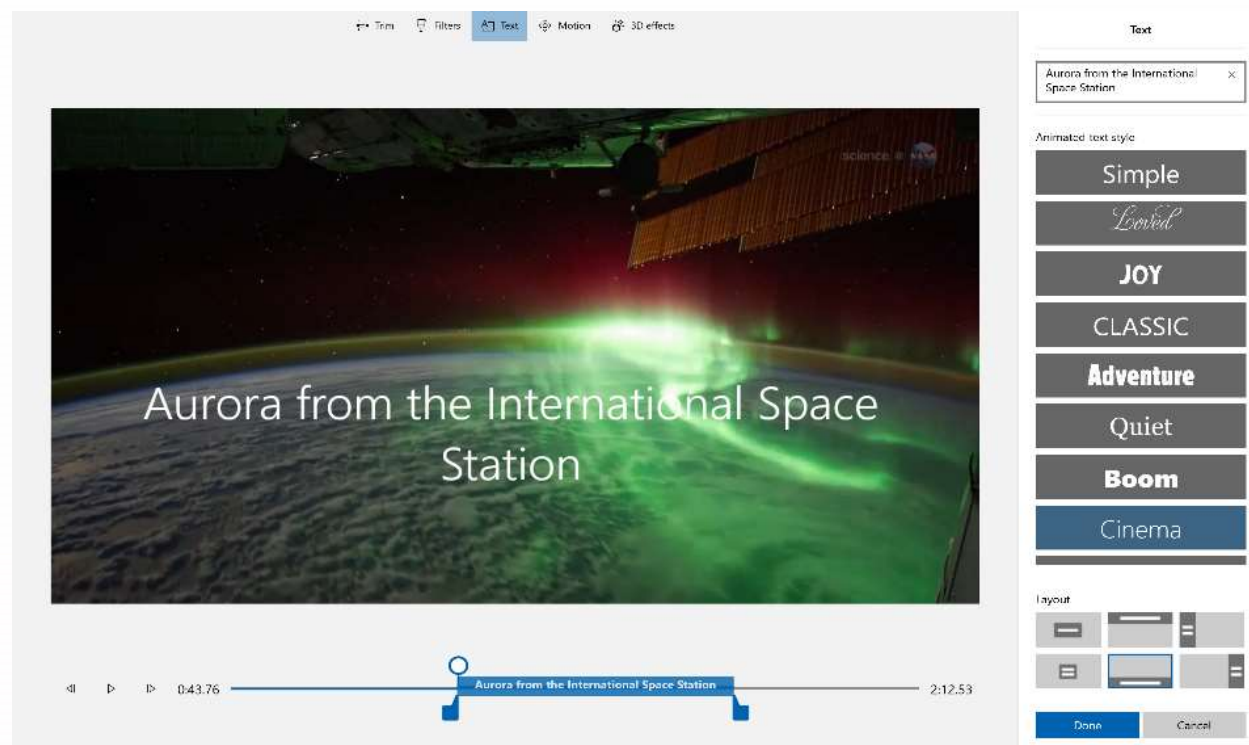 Trim Filters Text Motion 3D effects
Text
Aurora from the International
Space Station
Animated text style
Simple
Loved
JOY
CLASSIC
Adventure
Quiet
Boom
Cinema
Layout
science @ NASA
Aurora from the International Space
Station
0:43.76
Aurora from the International Space Station
2:12.53
Done Cancel